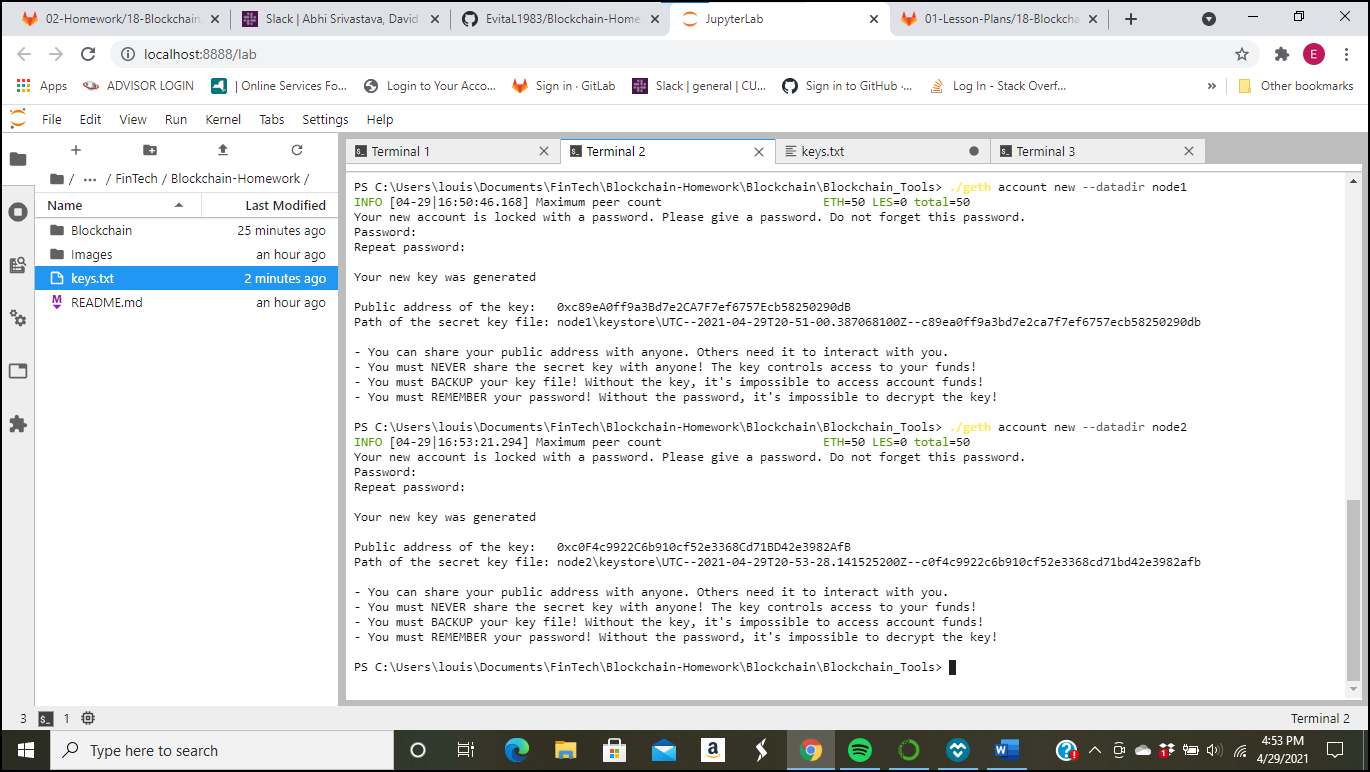 02-Homework/18-Blockchain
Slack | Abhi Srivastava, David
EvitaL1983/Blockchain-Home
JupyterLab
01-Lesson-Plans/18-Blockcha
localhost:8888/lab
E
Apps
ADVISOR LOGIN
| Online Services Fo...
Login to Your Acco...
Sign in · GitLab
Slack | general | CU...
Sign in to GitHub ·...
Log In - Stack Overf...
»
Other bookmarks
File Edit View Run Kernel Tabs Settings Help
/ ... / FinTech / Blockchain-Homework /
Name Last Modified
Blockchain 25 minutes ago
Images an hour ago
keys.txt 2 minutes ago
README.md an hour ago
Terminal 1
Terminal 2
keys.txt
Terminal 3
PS C:\Users\louis\Documents\FinTech\Blockchain-Homework\Blockchain\Blockchain_Tools> ./geth account new --datadir node1
INFO [04-29|16:50:46.168] Maximum peer count ETH=50 LES=0 total=50
Your new account is locked with a password. Please give a password. Do not forget this password.
Password:
Repeat password:
Your new key was generated
Public address of the key: 0xc89eA0ff9a3Bd7e2CA7F7ef6757Ecb58250290dB
Path of the secret key file: node1\keystore\UTC--2021-04-29T20-51-00.387068100Z--c89ea0ff9a3bd7e2ca7f7ef6757ecb58250290db
- You can share your public address with anyone. Others need it to interact with you.
- You must NEVER share the secret key with anyone! The key controls access to your funds!
- You must BACKUP your key file! Without the key, it's impossible to access account funds!
- You must REMEMBER your password! Without the password, it's impossible to decrypt the key!
PS C:\Users\louis\Documents\FinTech\Blockchain-Homework\Blockchain\Blockchain_Tools> ./geth account new --datadir node2
INFO [04-29|16:53:21.294] Maximum peer count ETH=50 LES=0 total=50
Your new account is locked with a password. Please give a password. Do not forget this password.
Password:
Repeat password:
Your new key was generated
Public address of the key: 0xc0F4c9922C6b910cf52e3368Cd71BD42e3982AfB
Path of the secret key file: node2\keystore\UTC--2021-04-29T20-53-28.141525200Z--c0f4c9922c6b910cf52e3368cd71bd42e3982afb
- You can share your public address with anyone. Others need it to interact with you.
- You must NEVER share the secret key with anyone! The key controls access to your funds!
- You must BACKUP your key file! Without the key, it's impossible to access account funds!
- You must REMEMBER your password! Without the password, it's impossible to decrypt the key!
PS C:\Users\louis\Documents\FinTech\Blockchain-Homework\Blockchain\Blockchain_Tools>
3 1 Terminal 2
Type here to search
4:53 PM
4/29/2021